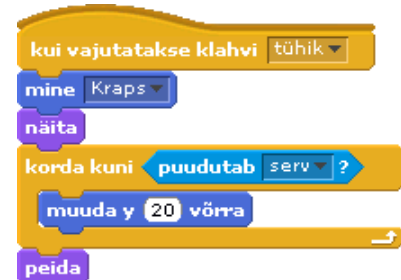 kui vajutatakse klahvi tühik
mine Kraps
näita
korda kuni puudutab serv ?
muuda y 20 võrra
peida